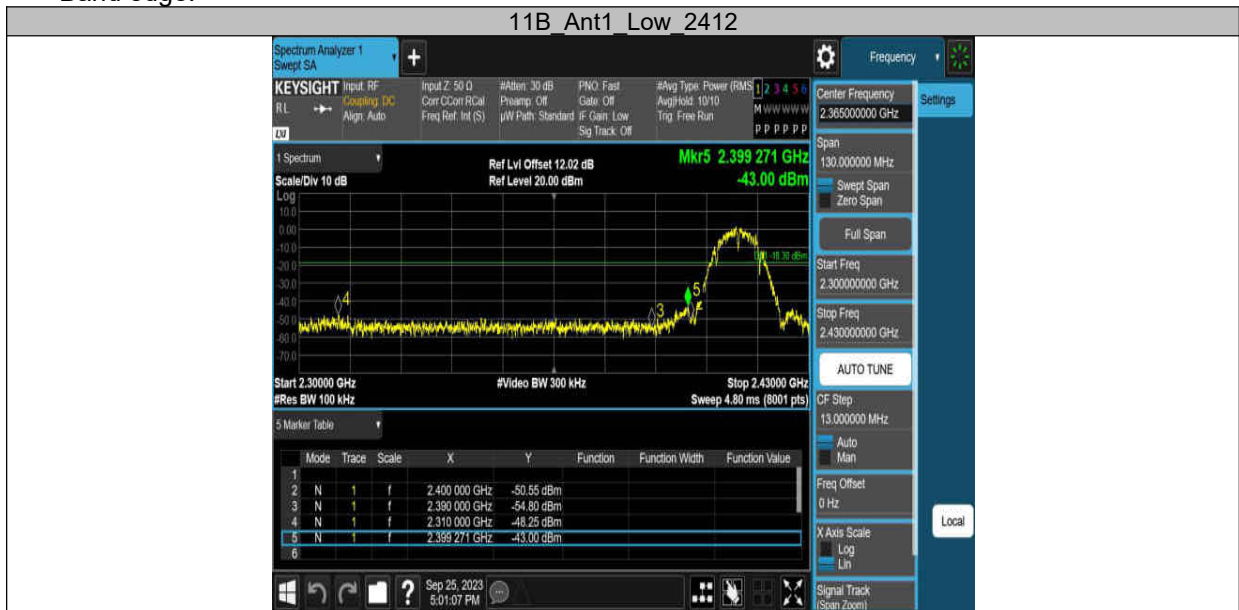 Band edge:
11B_Ant1_Low_2412
Spectrum Analyzer 1
Swept SA
+
Frequency
KEYSIGHT
RL
Input: RF
Coupling: DC
Align: Auto
Input Z: 50 Ω
Corr CCorr RCal
Freq Ref: Int (S)
#Atten: 30 dB
Preamp: Off
µW Path: Standard
PNO: Fast
Gate: Off
IF Gain: Low
Sig Track: Off
#Avg Type: Power (RMS
Avg|Hold: 10/10
Trig: Free Run
1 2 3 4 5 6
M W W W W W
P P P P P P
1 Spectrum
Scale/Div 10 dB
Ref Lvl Offset 12.02 dB
Ref Level 20.00 dBm
Mkr5 2.399 271 GHz
-43.00 dBm
Log
10.0
0.00
-10.0
-20.0
-30.0
-40.0
-50.0
-60.0
-70.0
4
3
5
Start 2.30000 GHz
#Res BW 100 kHz
#Video BW 300 kHz
Stop 2.43000 GHz
Sweep 4.80 ms (8001 pts)
5 Marker Table
Mode Trace Scale X Y Function Function Width Function Value
1
2 N 1 f 2.400 000 GHz -50.55 dBm
3 N 1 f 2.390 000 GHz -54.80 dBm
4 N 1 f 2.310 000 GHz -48.25 dBm
5 N 1 f 2.399 271 GHz -43.00 dBm
6
?
Sep 25, 2023
5:01:07 PM
Center Frequency
2.365000000 GHz
Span
130.000000 MHz
Swept Span
Zero Span
Full Span
Start Freq
2.300000000 GHz
Stop Freq
2.430000000 GHz
AUTO TUNE
CF Step
13.000000 MHz
Auto
Man
Freq Offset
0 Hz
X Axis Scale
Log
Lin
Signal Track
(Span Zoom)
Settings
Local